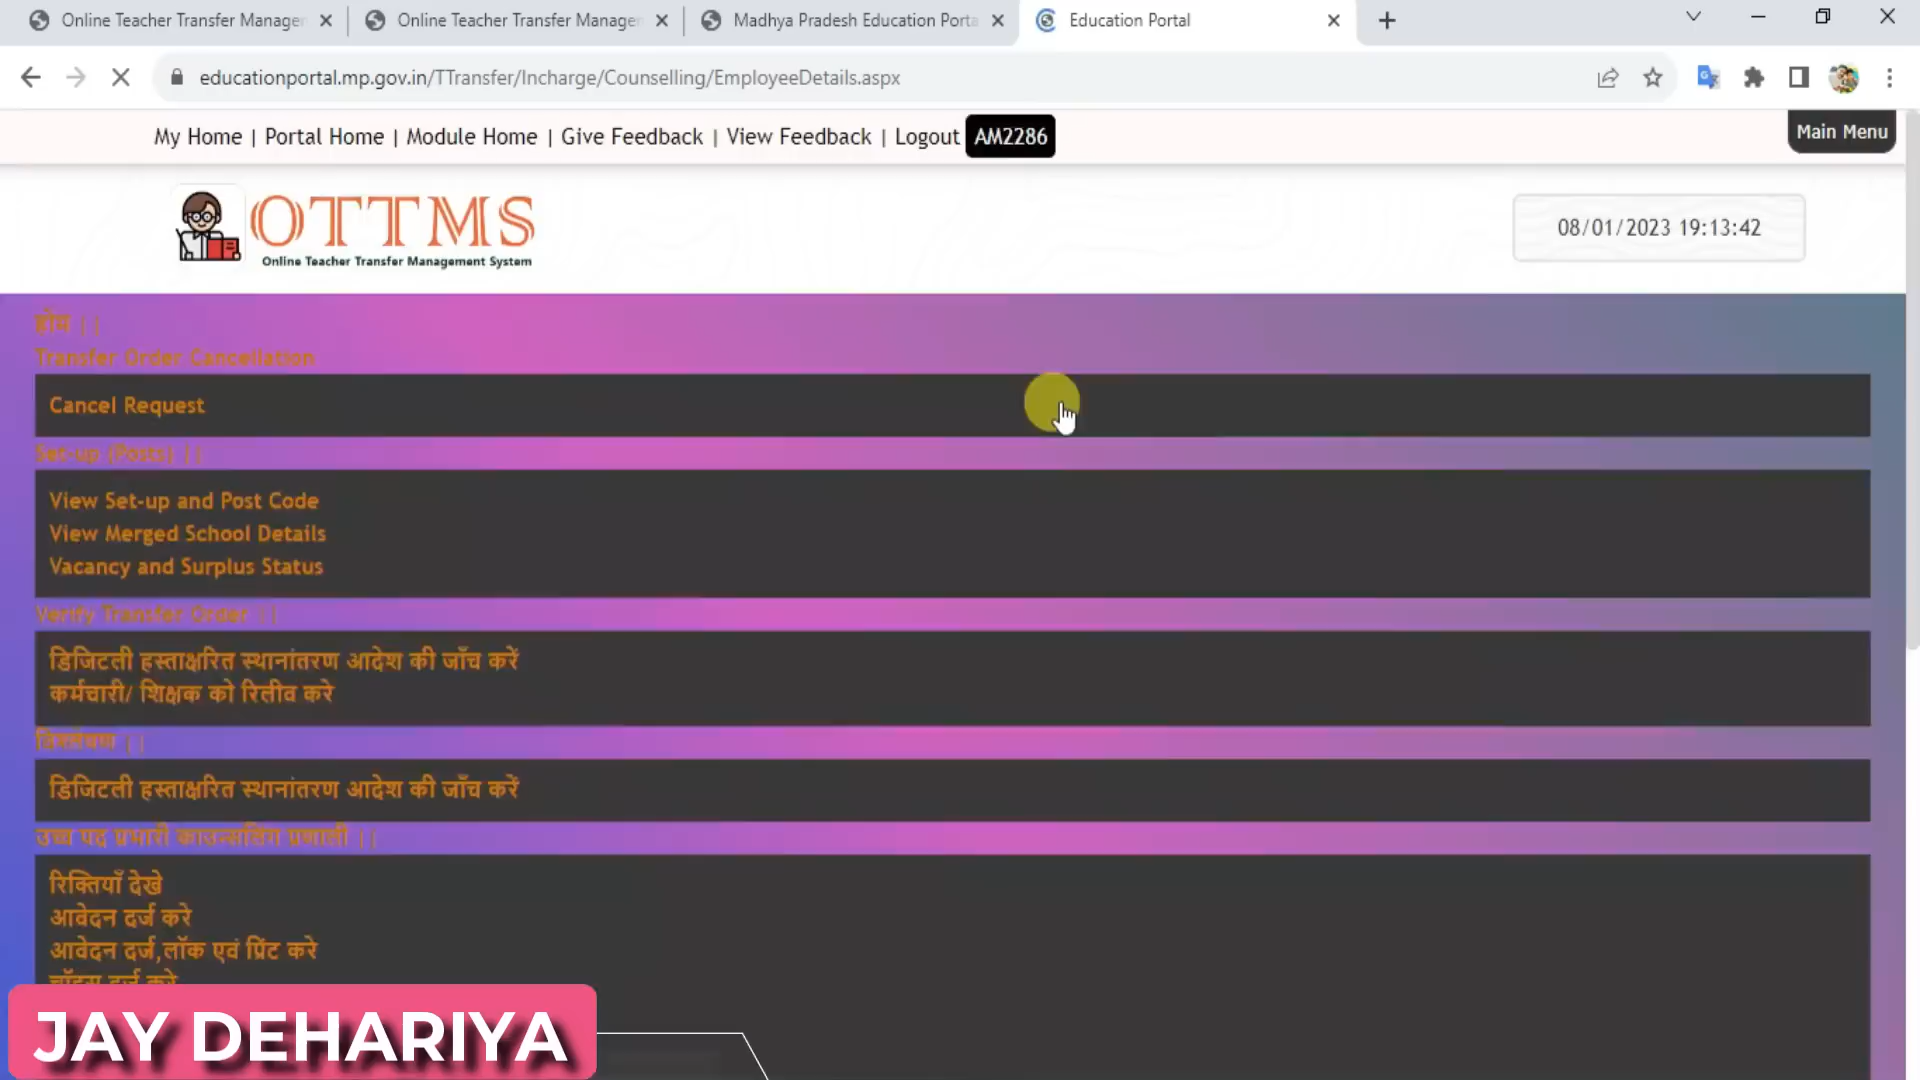 Online Teacher Transfer Manager
Online Teacher Transfer Manager
Madhya Pradesh Education Porta
Education Portal
educationportal.mp.gov.in/TTransfer/Incharge/Counselling/EmployeeDetails.aspx
My Home | Portal Home | Module Home | Give Feedback | View Feedback | Logout AM2286
Main Menu
OTTMS
Online Teacher Transfer Management System
08/01/2023 19:13:42
होम ||
Transfer Order Cancellation
Cancel Request
Set-up (Posts) ||
View Set-up and Post Code
View Merged School Details
Vacancy and Surplus Status
Verify Transfer Order ||
डिजिटली हस्ताक्षरित स्थानांतरण आदेश की जाँच करें
कर्मचारी/ शिक्षक को रिलीव करे
||
डिजिटली हस्ताक्षरित स्थानांतरण आदेश की जाँच करें
उच्च पद प्रभारी काउन्सलिंग प्रणाली ||
रिक्तियाँ देखे
आवेदन दर्ज करे
आवेदन दर्ज,लॉक एवं प्रिंट करे
चॉइस दर्ज करे
JAY DEHARIYA